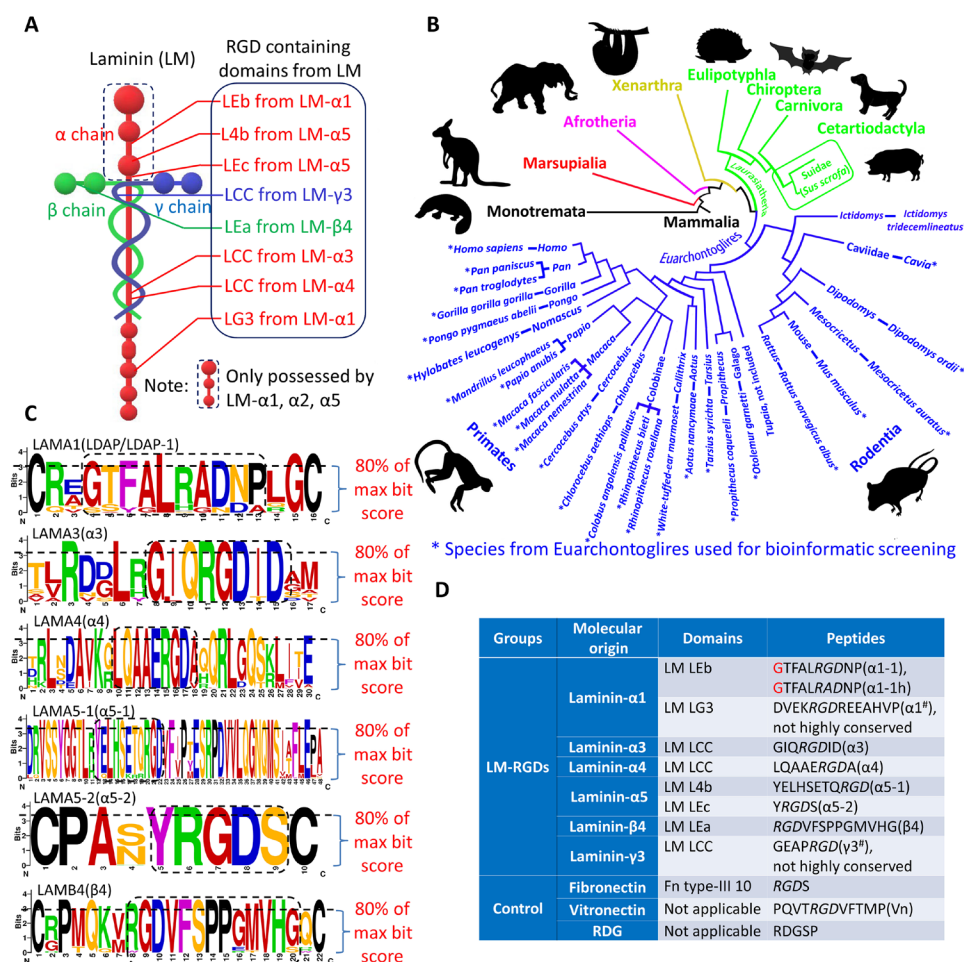 A
Laminin (LM)
RGD containing
domains from LM
α chain
β chain
γ chain
LEb from LM-α1
L4b from LM-α5
LEc from LM-α5
LCC from LM-γ3
LEa from LM-β4
LCC from LM-α3
LCC from LM-α4
LG3 from LM-α1
Note:
Only possessed by
LM-α1, α2, α5
B
Eulipotyphla
Chiroptera
Carnivora
Cetartiodactyla
Xenarthra
Afrotheria
Marsupialia
Monotremata
Mammalia
Laurasiatheria
Suidae
(Sus scrofa)
Euarchontoglires
Ictidomys
Ictidomys
tridecemlineatus
Caviidae
Cavia*
Dipodomys
Dipodomys ordii*
Mesocricetus
Mesocricetus auratus*
Mouse
Mus musculus*
Rattus
Rattus norvegicus albus*
Rodentia
Tupaia, not included
Galago
*Otolemur garnetti
Propithecus
*Propithecus coquereli
Tarsius
*Tarsius syrichta
Aotus
*Aotus nancymaae
Callithrix
*White-tufted-ear marmoset
Colobinae
*Rhinopithecus roxellana
*Rhinopithecus bieti
*Colobus angolensis palliatus
Chlorocebus
*Chlorocebus aethiops
Cercocebus
*Cercocebus atys
Macaca
*Macaca nemestrina
*Macaca mulatta
*Macaca fascicularis
Papio
*Papio anubis
*Mandrillus leucophaeus
Nomascus
*Hylobates leucogenys
Pongo
*Pongo pygmaeus abelii
Gorilla
*Gorilla gorilla gorilla
Pan
*Pan troglodytes
*Pan paniscus
Homo
*Homo sapiens
Primates
* Species from Euarchontoglires used for bioinformatic screening
C
LAMA1(LDAP/LDAP-1)
80% of
max bit
score
LAMA3(α3)
80% of
max bit
score
LAMA4(α4)
80% of
max bit
score
LAMA5-1(α5-1)
80% of
max bit
score
LAMA5-2(α5-2)
CPASYRGDSC
80% of
max bit
score
LAMB4(β4)
80% of
max bit
score
D
Groups Molecular origin Domains Peptides
LM-RGDs
Laminin-α1 LM LEb GTFALRGDNP(α1-1),
GTFALRADNP(α1-1h)
LM LG3 DVEKRGDREEAHVP(α1#),
not highly conserved
Laminin-α3 LM LCC GIQRGDID(α3)
Laminin-α4 LM LCC LQAAERGDA(α4)
Laminin-α5 LM L4b YELHSETQRGD(α5-1)
LM LEc YRGDS(α5-2)
Laminin-β4 LM LEa RGDVFSPPGMVHG(β4)
Laminin-γ3 LM LCC GEAPRGD(γ3#),
not highly conserved
Control
Fibronectin Fn type-III 10 RGDS
Vitronectin Not applicable PQVTRGDVFTMP(Vn)
RDG Not applicable RDGSP